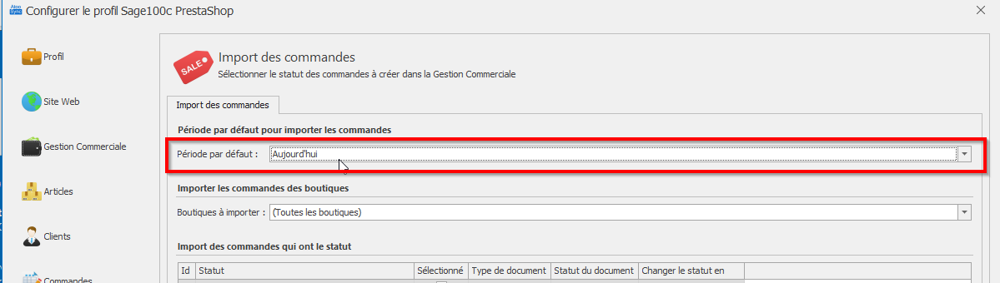 Atoo Sync
Configurer le profil Sage100c PrestaShop
Profil
Site Web
Gestion Commerciale
Articles
Clients
Commandes
SALE
Import des commandes
Sélectionner le statut des commandes à créer dans la Gestion Commerciale
Import des commandes
Période par défaut pour importer les commandes
Période par défaut : Aujourd'hui
Importer les commandes des boutiques
Boutiques à importer : (Toutes les boutiques)
Import des commandes qui ont le statut
Id Statut Sélectionné Type de document Statut du document Changer le statut en